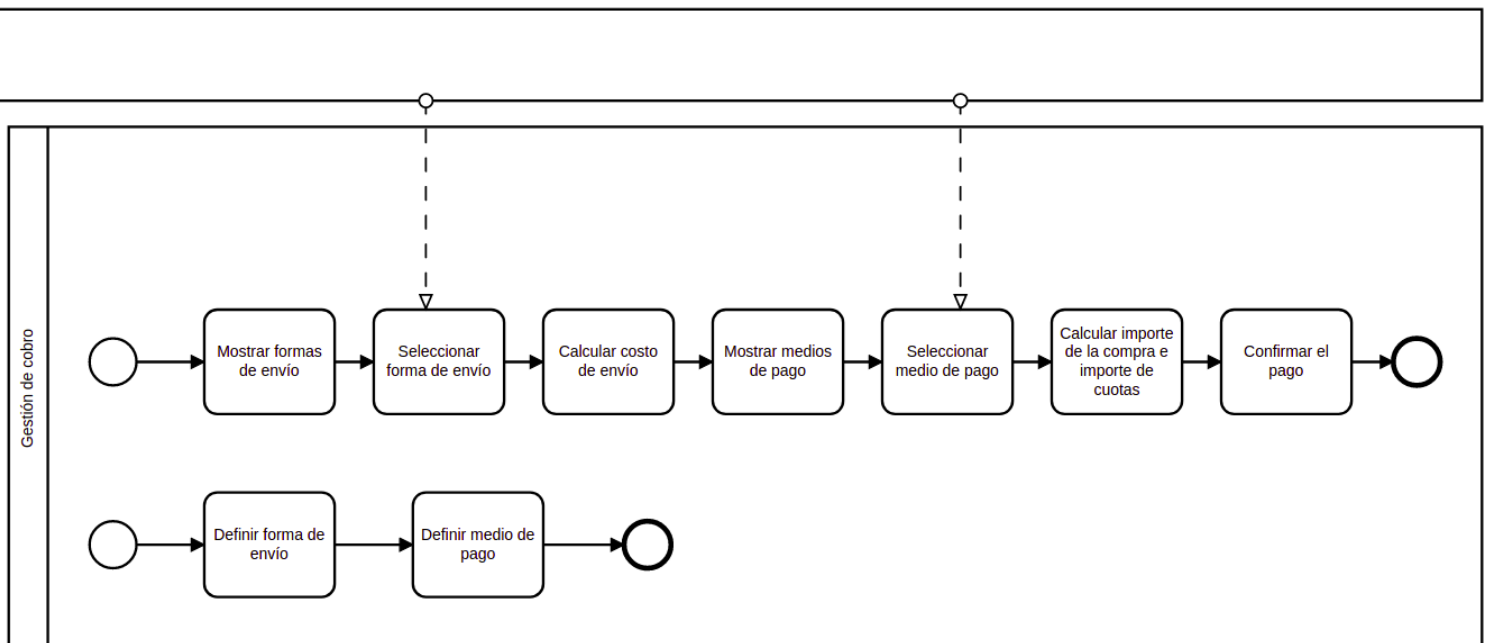 Gestión de cobro
Mostrar formas
de envío
Seleccionar
forma de envío
Calcular costo
de envío
Mostrar medios
de pago
Seleccionar
medio de pago
Calcular importe
de la compra e
importe de
cuotas
Confirmar el
pago
Definir forma de
envío
Definir medio de
pago